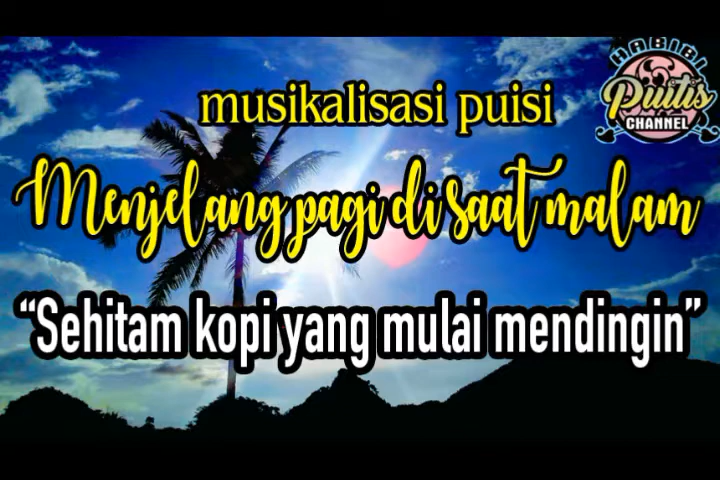 HABIBI
Puitis
CHANNEL
musikalisasi puisi
Menjelang pagi di saat malam
“Sehitam kopi yang mulai mendingin”